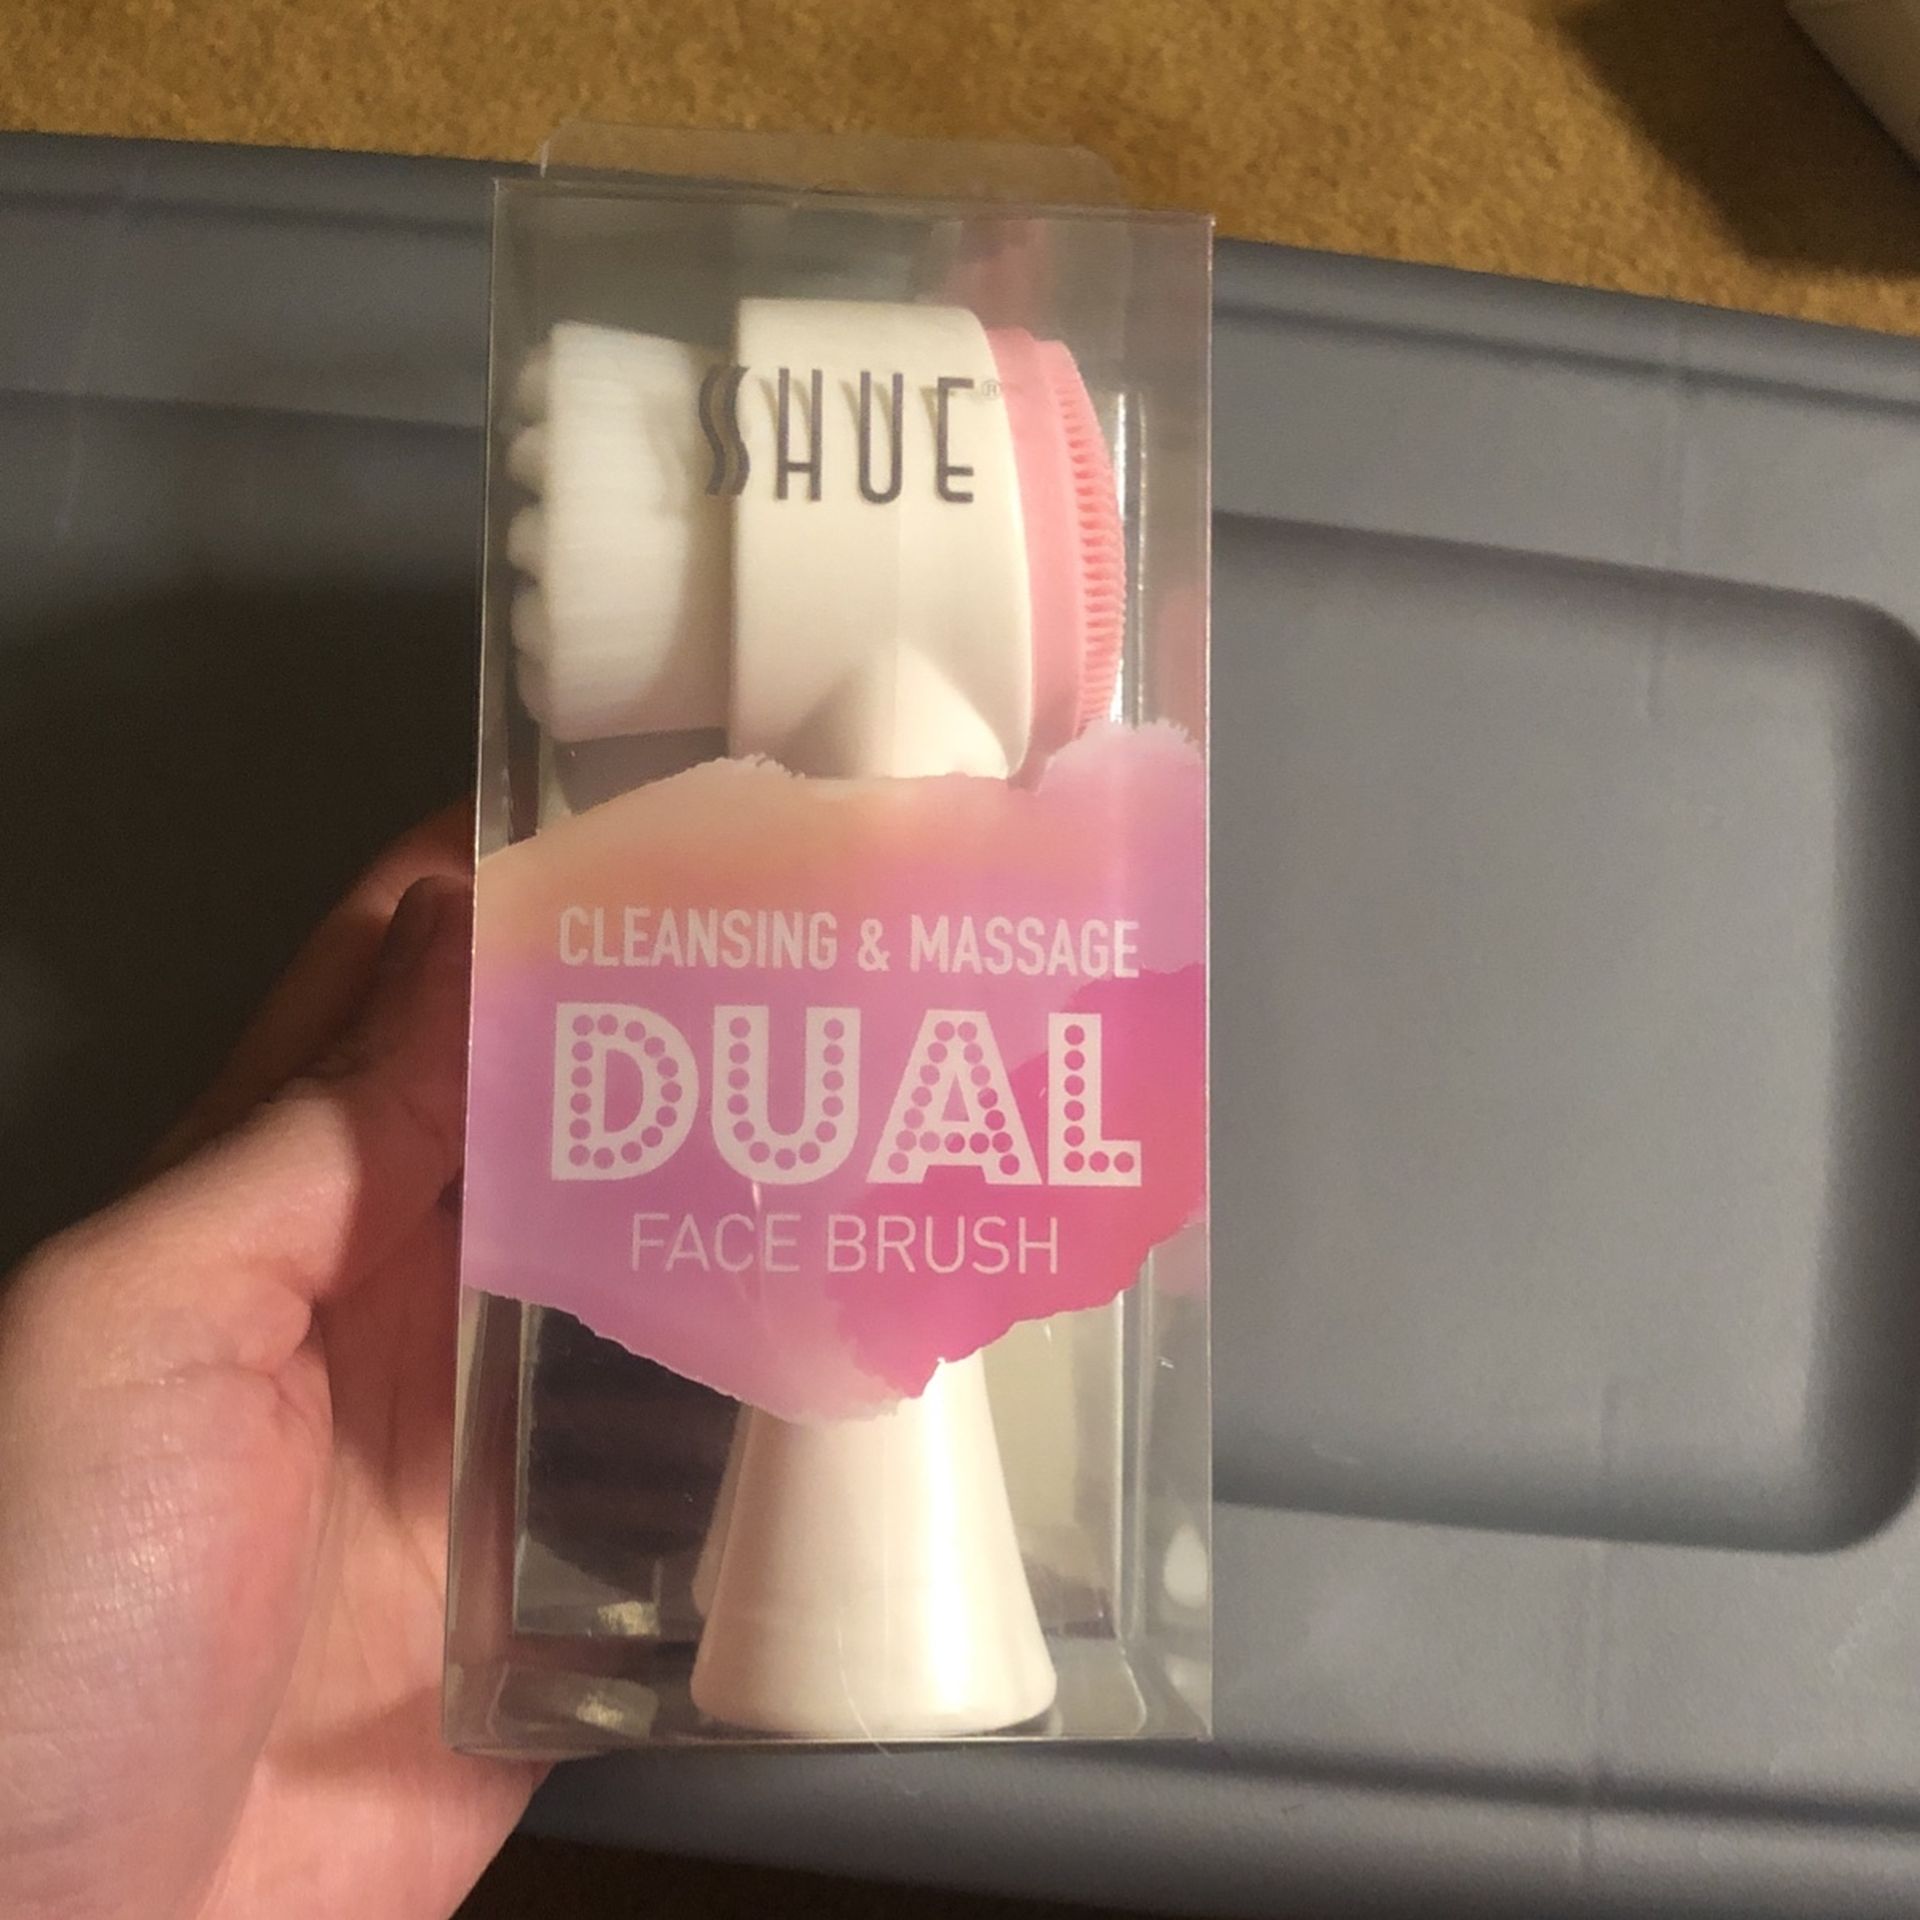 SHUE®
CLEANSING & MASSAGE
DUAL
FACE BRUSH